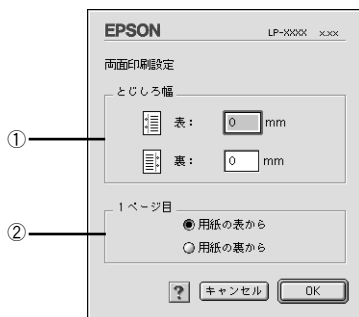 EPSON LP-XXXX x.xx
両面印刷設定
とじしろ幅
① 表: 0 mm
裏: 0 mm
1ページ目
② ◉用紙の表から
○用紙の裏から
? キャンセル OK